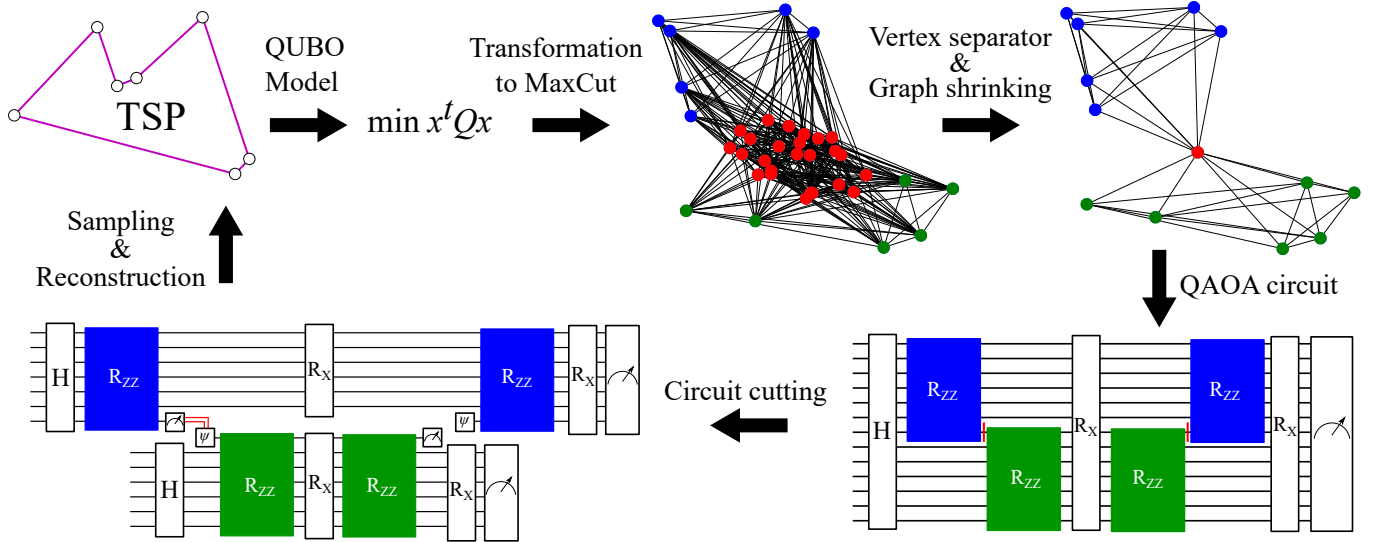 TSP
QUBO
Model
min x^t Qx
Transformation
to MaxCut
Vertex separator
&
Graph shrinking
QAOA circuit
H
R_ZZ
R_ZZ
R_X
R_ZZ
R_ZZ
R_X
Circuit cutting
H
R_ZZ
R_X
R_ZZ
R_X
ψ
ψ
H
R_ZZ
R_X
R_ZZ
R_X
Sampling
&
Reconstruction